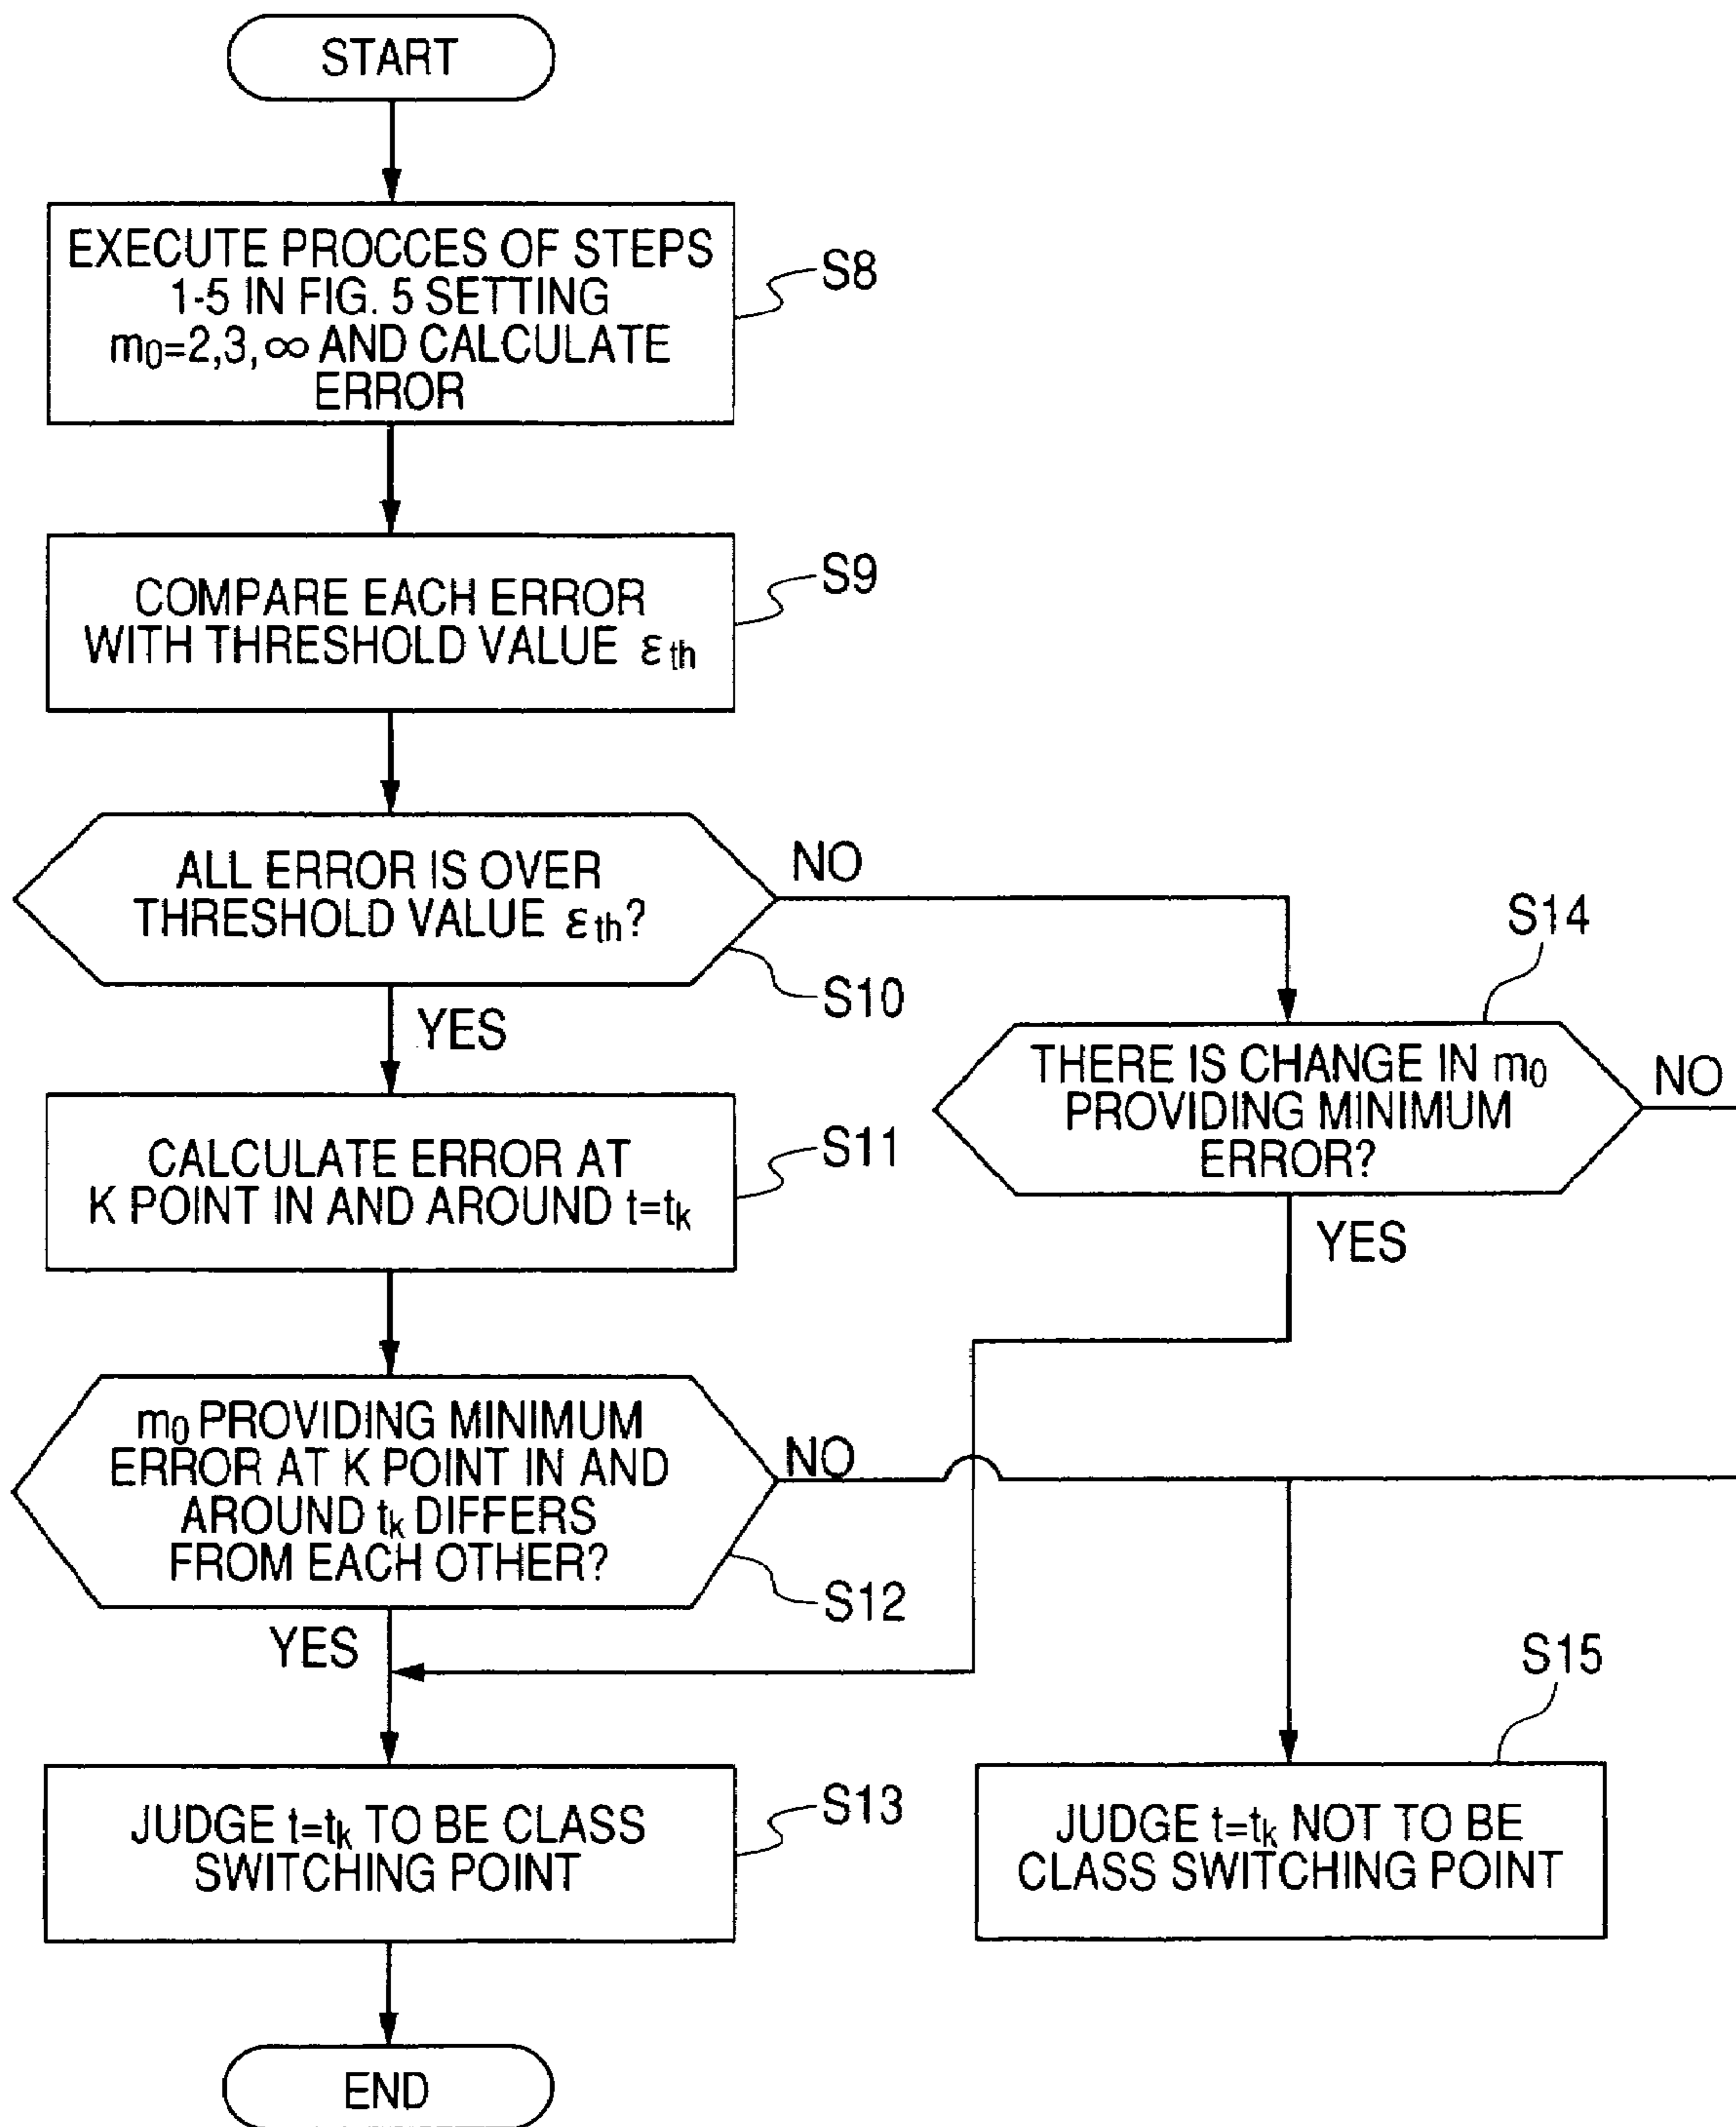 START
EXECUTE PROCCES OF STEPS
1-5 IN FIG. 5 SETTING
m₀=2,3,∞ AND CALCULATE
ERROR
S8
COMPARE EACH ERROR
WITH THRESHOLD VALUE εth
S9
ALL ERROR IS OVER
THRESHOLD VALUE εth?
NO
S10
YES
S14
THERE IS CHANGE IN m₀
PROVIDING MINIMUM
ERROR?
NO
YES
CALCULATE ERROR AT
K POINT IN AND AROUND t=tk
S11
m₀ PROVIDING MINIMUM
ERROR AT K POINT IN AND
AROUND tk DIFFERS
FROM EACH OTHER?
NO
S12
YES
JUDGE t=tk TO BE CLASS
SWITCHING POINT
S13
S15
JUDGE t=tk NOT TO BE
CLASS SWITCHING POINT
END